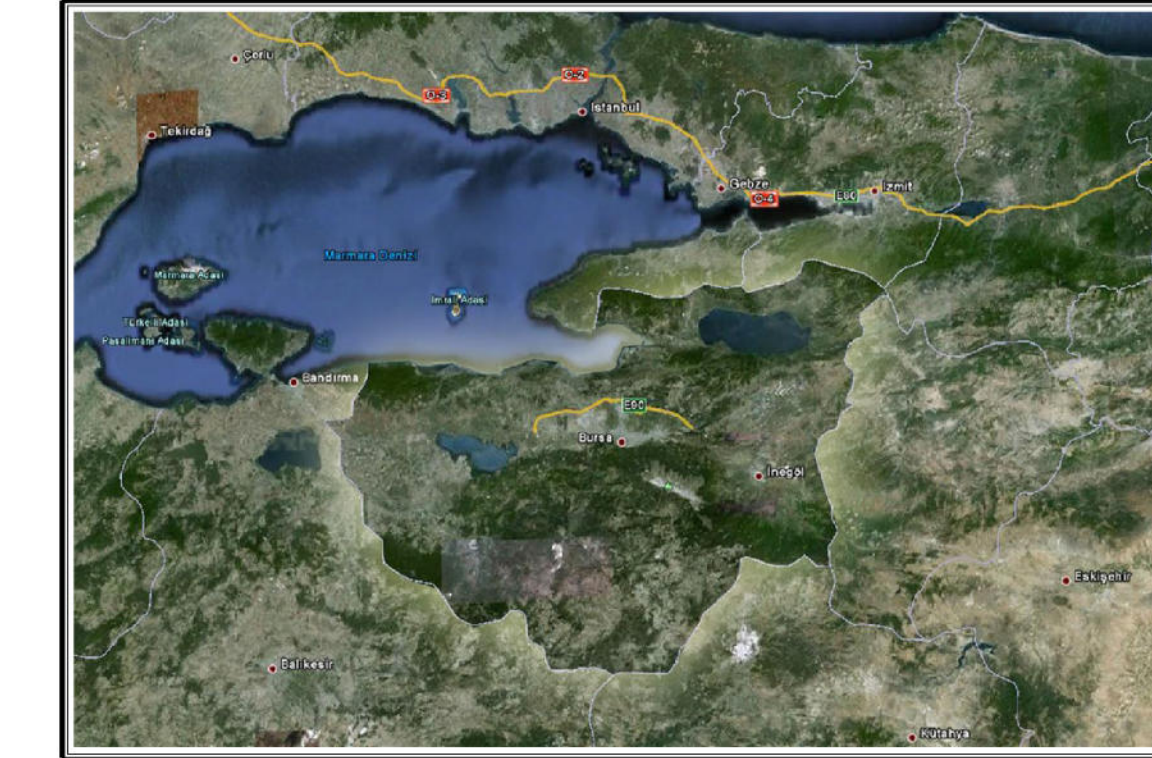 Çorlu
O-2
O-3
İstanbul
Tekirdağ
Gebze
İzmit
E80
O-4
Marmara Denizi
Marmara Adası
İmralı Adası
Türkeli Adası
Paşalimanı Adası
Bandırma
E90
Bursa
İnegöl
Eskişehir
Balıkesir
Kütahya